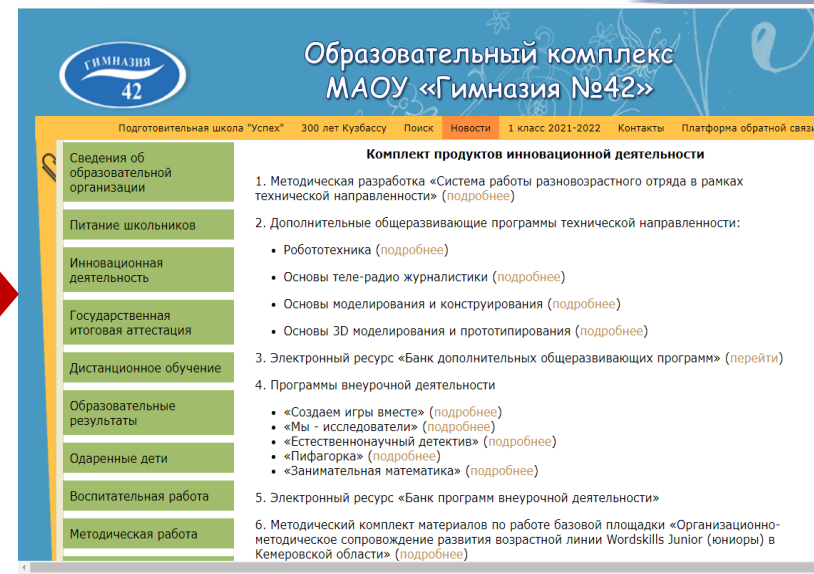 ГИМНАЗИЯ
42
Образовательный комплекс
МАОУ «Гимназия №42»
Подготовительная школа "Успех" 300 лет Кузбассу Поиск Новости 1 класс 2021-2022 Контакты Платформа обратной связи
Сведения об
образовательной
организации
Питание школьников
Инновационная
деятельность
Государственная
итоговая аттестация
Дистанционное обучение
Образовательные
результаты
Одаренные дети
Воспитательная работа
Методическая работа
Комплект продуктов инновационной деятельности
1. Методическая разработка «Система работы разновозрастного отряда в рамках
технической направленности» (подробнее)
2. Дополнительные общеразвивающие программы технической направленности:
• Робототехника (подробнее)
• Основы теле-радио журналистики (подробнее)
• Основы моделирования и конструирования (подробнее)
• Основы 3D моделирования и прототипирования (подробнее)
3. Электронный ресурс «Банк дополнительных общеразвивающих программ» (перейти)
4. Программы внеурочной деятельности
• «Создаем игры вместе» (подробнее)
• «Мы - исследователи» (подробнее)
• «Естественнонаучный детектив» (подробнее)
• «Пифагорка» (подробнее)
• «Занимательная математика» (подробнее)
5. Электронный ресурс «Банк программ внеурочной деятельности»
6. Методический комплект материалов по работе базовой площадки «Организационно-
методическое сопровождение развития возрастной линии Wordskills Junior (юниоры) в
Кемеровской области» (подробнее)